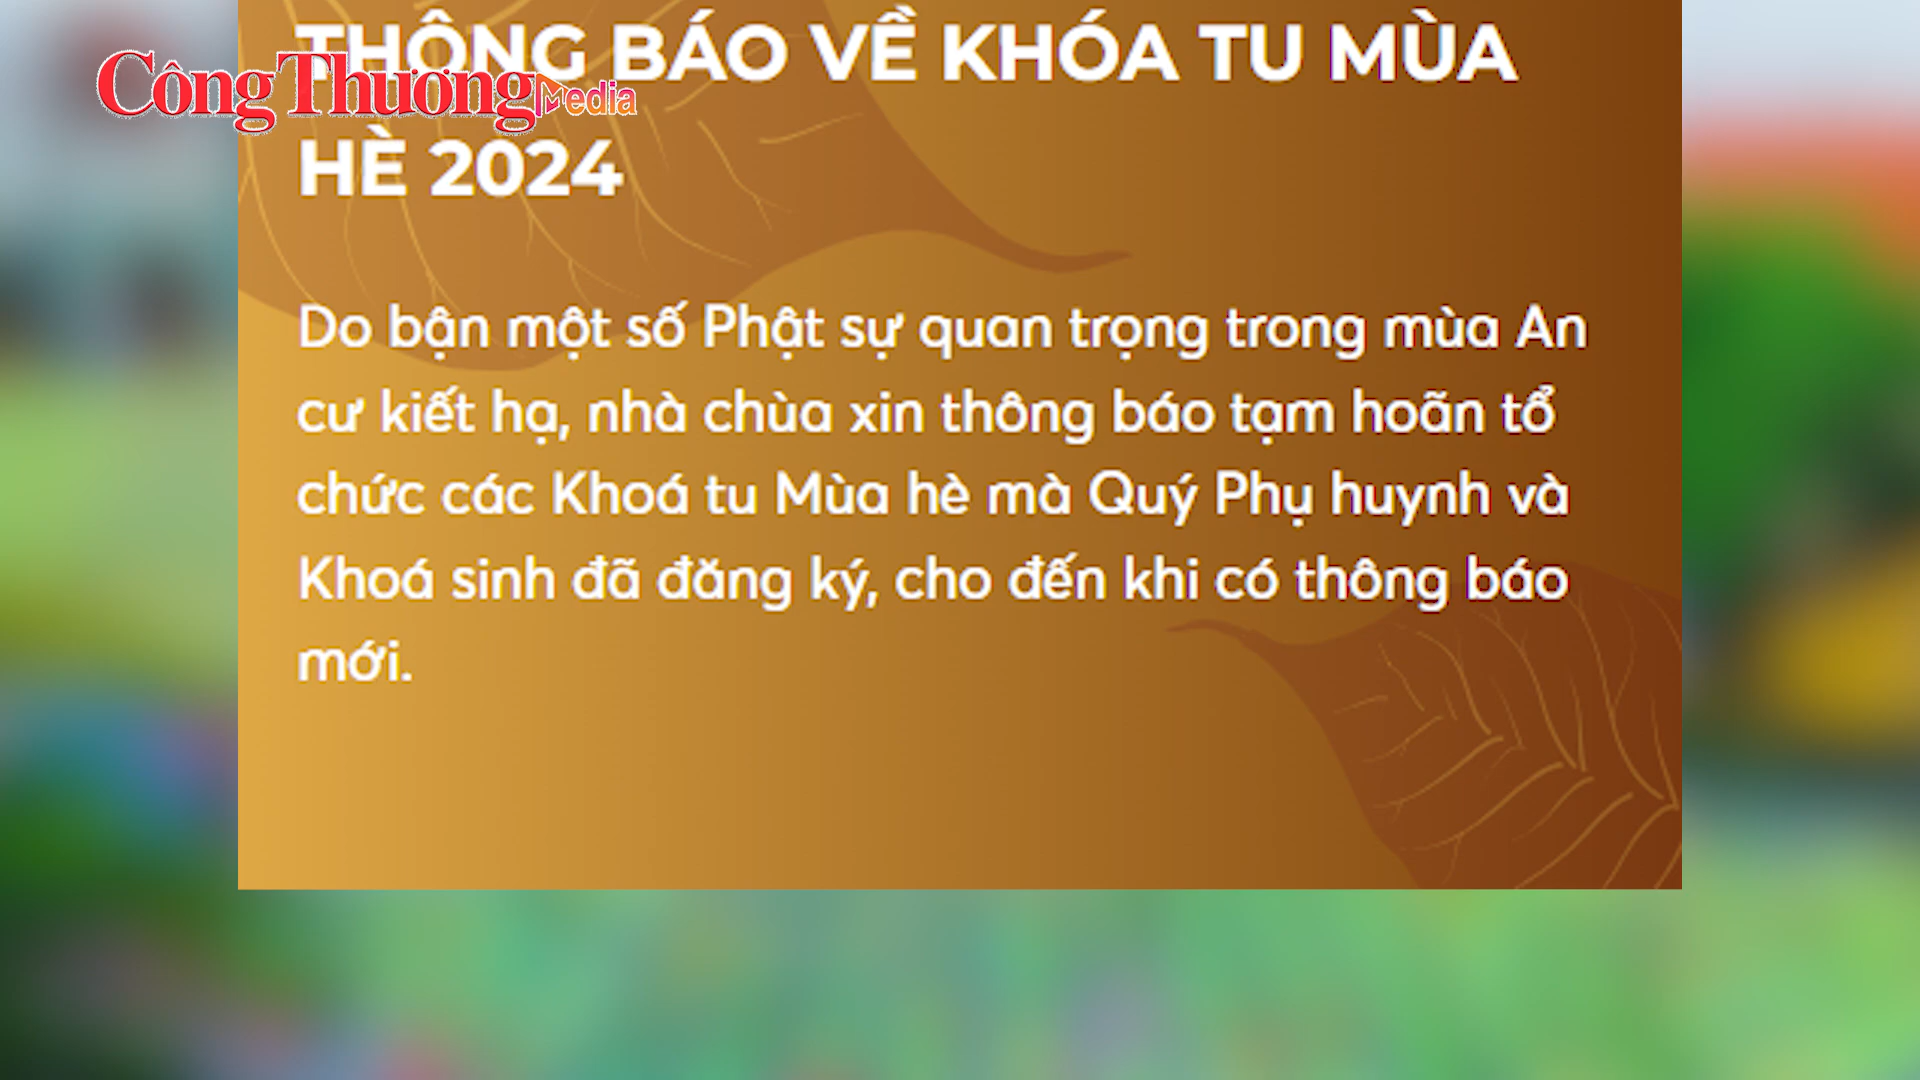 THÔNG BÁO VỀ KHÓA TU MÙA
Công Thương Media
HÈ 2024
Do bận một số Phật sự quan trọng trong mùa An
cư kiết hạ, nhà chùa xin thông báo tạm hoãn tổ
chức các Khoá tu Mùa hè mà Quý Phụ huynh và
Khoá sinh đã đăng ký, cho đến khi có thông báo
mới.